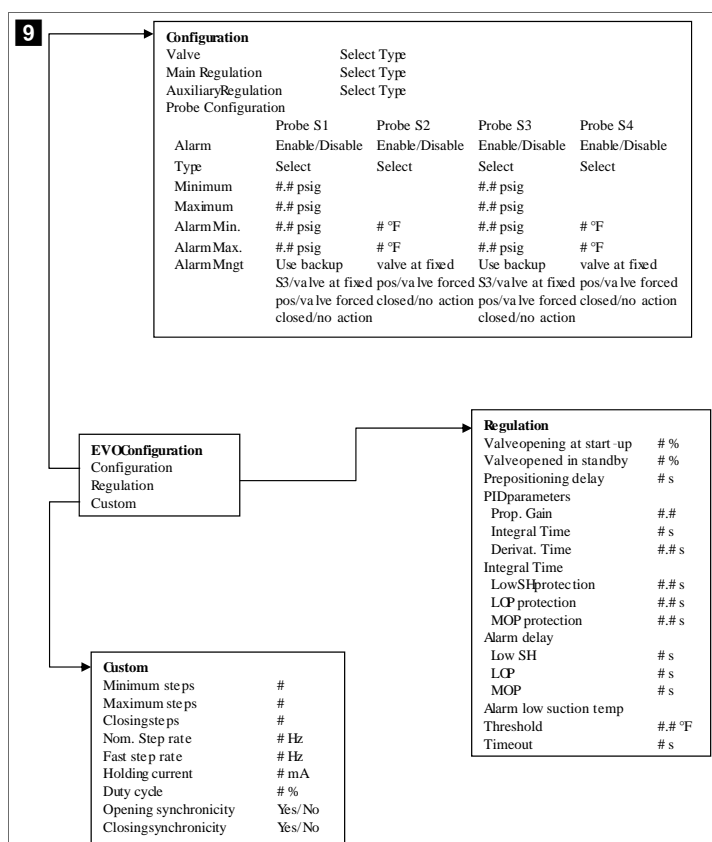 9
Configuration
Valve Select Type
Main Regulation Select Type
AuxiliaryRegulation Select Type
Probe Configuration
Probe S1 Probe S2 Probe S3 Probe S4
Alarm Enable/Disable Enable/Disable Enable/Disable Enable/Disable
Type Select Select Select Select
Minimum #.# psig #.# psig
Maximum #.# psig #.# psig
AlarmMin. #.# psig # °F #.# psig # °F
AlarmMax. #.# psig # °F #.# psig # °F
AlarmMngt Use backup valve at fixed Use backup valve at fixed
S3/valve at fixed pos/valve forced S3/valve at fixed pos/valve forced
pos/valve forced closed/no action pos/valve forced closed/no action
closed/no action closed/no action
EVOConfiguration
Configuration
Regulation
Custom
Regulation
Valveopening at start-up # %
Valveopened in standby # %
Prepositioning delay # s
PIDparameters
Prop. Gain #.#
Integral Time # s
Derivat. Time #.# s
Integral Time
LowSHprotection #.# s
LOP protection #.# s
MOP protection #.# s
Alarm delay
Low SH # s
LOP # s
MOP # s
Alarm low suction temp
Threshold #.# °F
Timeout # s
Custom
Minimum steps #
Maximum steps #
Closingsteps #
Nom. Step rate # Hz
Fast step rate # Hz
Holding current # mA
Duty cycle # %
Opening synchronicity Yes/No
Closingsynchronicity Yes/No